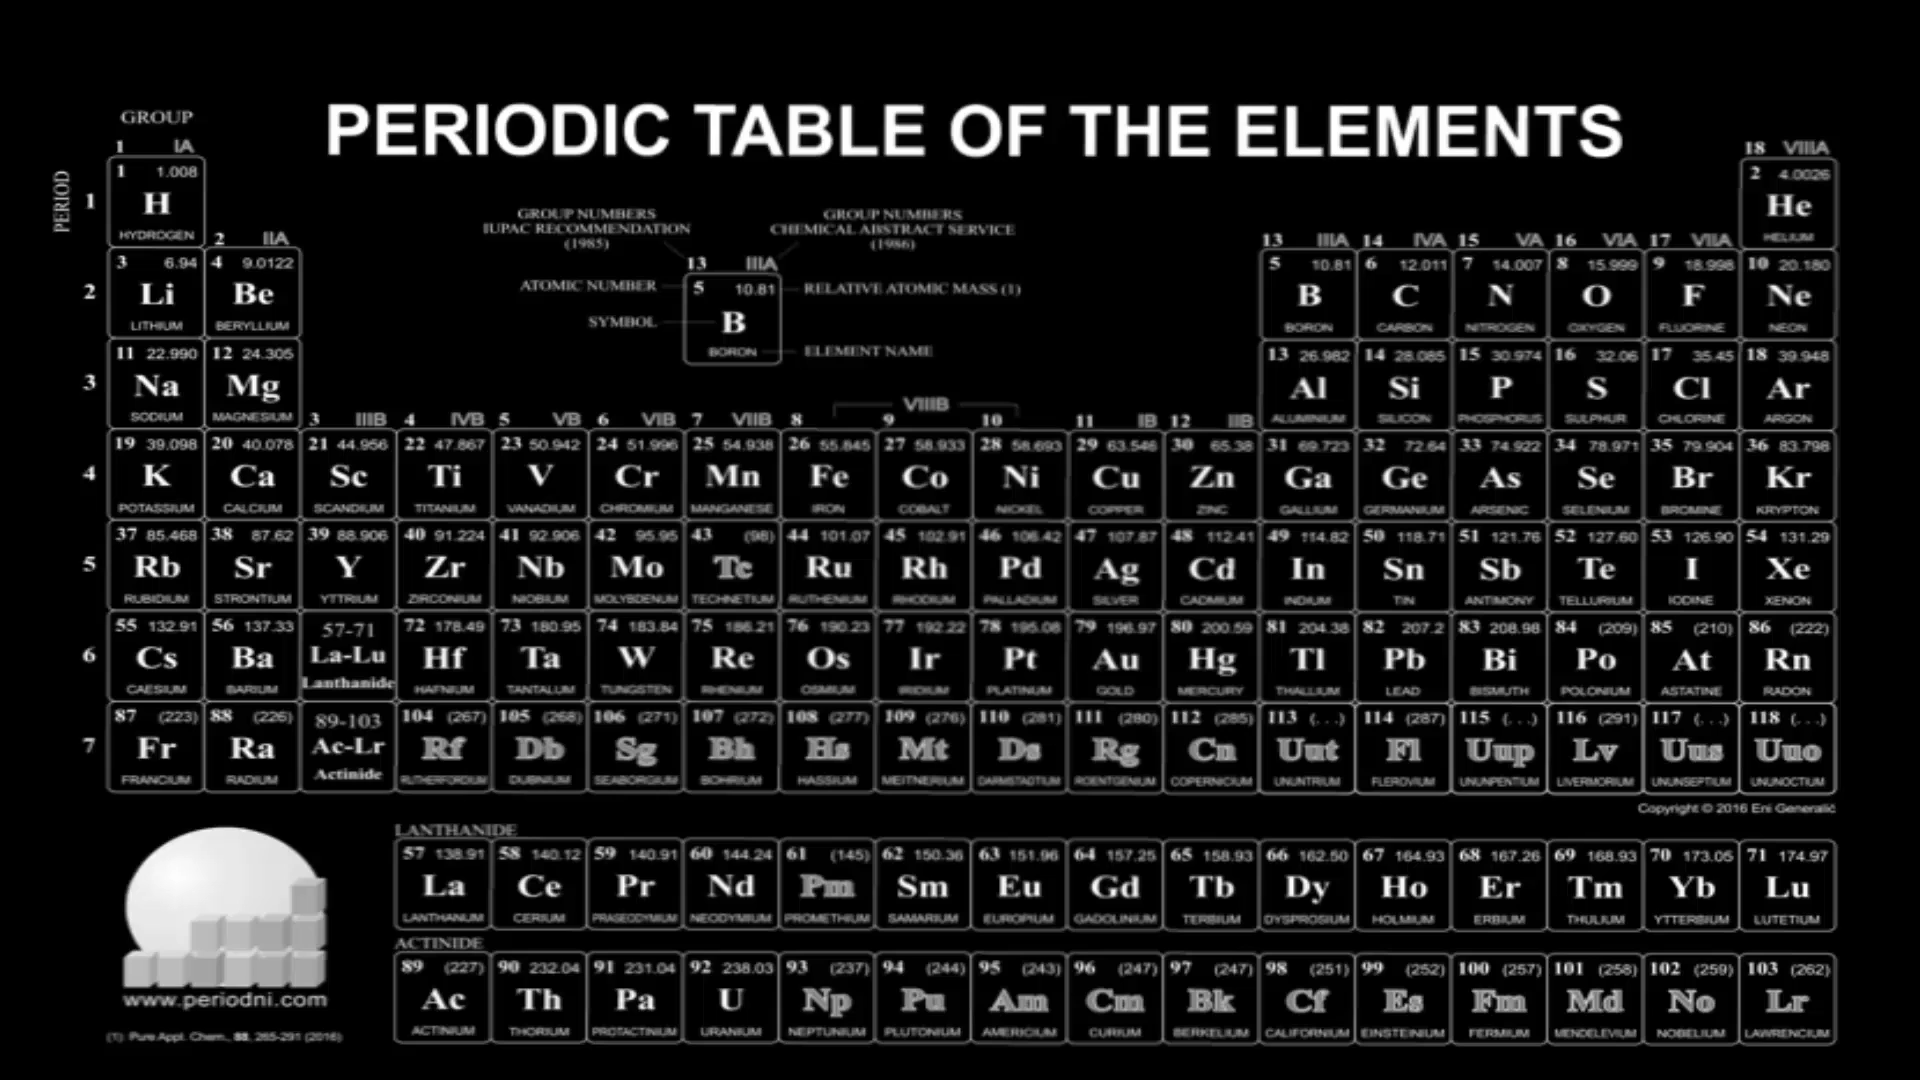 PERIODIC TABLE OF THE ELEMENTS
GROUP
PERIOD
1 IA
18 VIIIA
1
1 1.008
H
HYDROGEN
2 4.0026
He
HELIUM
GROUP NUMBERS
IUPAC RECOMMENDATION
(1985)
GROUP NUMBERS
CHEMICAL ABSTRACT SERVICE
(1986)
13 IIIA
ATOMIC NUMBER
5 10.81
RELATIVE ATOMIC MASS (1)
SYMBOL
B
BORON
ELEMENT NAME
2 IIA
13 IIIA 14 IVA 15 VA 16 VIA 17 VIIA
2
3 6.94 4 9.0122 5 10.81 6 12.011 7 14.007 8 15.999 9 18.998 10 20.180
Li Be B C N O F Ne
LITHIUM BERYLLIUM BORON CARBON NITROGEN OXYGEN FLUORINE NEON
3
11 22.990 12 24.305 13 26.982 14 28.085 15 30.974 16 32.06 17 35.45 18 39.948
Na Mg Al Si P S Cl Ar
SODIUM MAGNESIUM ALUMINIUM SILICON PHOSPHORUS SULPHUR CHLORINE ARGON
VIIIB
3 IIIB 4 IVB 5 VB 6 VIB 7 VIIB 8 9 10 11 IB 12 IIB
4
19 39.098 20 40.078 21 44.956 22 47.867 23 50.942 24 51.996 25 54.938 26 55.845 27 58.933 28 58.693 29 63.546 30 65.38 31 69.723 32 72.64 33 74.922 34 78.971 35 79.904 36 83.798
K Ca Sc Ti V Cr Mn Fe Co Ni Cu Zn Ga Ge As Se Br Kr
POTASSIUM CALCIUM SCANDIUM TITANIUM VANADIUM CHROMIUM MANGANESE IRON COBALT NICKEL COPPER ZINC GALLIUM GERMANIUM ARSENIC SELENIUM BROMINE KRYPTON
5
37 85.468 38 87.62 39 88.906 40 91.224 41 92.906 42 95.95 43 (98) 44 101.07 45 102.91 46 106.42 47 107.87 48 112.41 49 114.82 50 118.71 51 121.76 52 127.60 53 126.90 54 131.29
Rb Sr Y Zr Nb Mo Tc Ru Rh Pd Ag Cd In Sn Sb Te I Xe
RUBIDIUM STRONTIUM YTTRIUM ZIRCONIUM NIOBIUM MOLYBDENUM TECHNETIUM RUTHENIUM RHODIUM PALLADIUM SILVER CADMIUM INDIUM TIN ANTIMONY TELLURIUM IODINE XENON
6
55 132.91 56 137.33 57-71 72 178.49 73 180.95 74 183.84 75 186.21 76 190.23 77 192.22 78 195.08 79 196.97 80 200.59 81 204.38 82 207.2 83 208.98 84 (209) 85 (210) 86 (222)
Cs Ba La-Lu Hf Ta W Re Os Ir Pt Au Hg Tl Pb Bi Po At Rn
CAESIUM BARIUM Lanthanide HAFNIUM TANTALUM TUNGSTEN RHENIUM OSMIUM IRIDIUM PLATINUM GOLD MERCURY THALLIUM LEAD BISMUTH POLONIUM ASTATINE RADON
7
87 (223) 88 (226) 89-103 104 (267) 105 (268) 106 (271) 107 (272) 108 (277) 109 (276) 110 (281) 111 (280) 112 (285) 113 (...) 114 (287) 115 (...) 116 (291) 117 (...) 118 (...)
Fr Ra Ac-Lr Rf Db Sg Bh Hs Mt Ds Rg Cn Uut Fl Uup Lv Uus Uuo
FRANCIUM RADIUM Actinide RUTHERFORDIUM DUBNIUM SEABORGIUM BOHRIUM HASSIUM MEITNERIUM DARMSTADTIUM ROENTGENIUM COPERNICIUM UNUNTRIUM FLEROVIUM UNUNPENTIUM LIVERMORIUM UNUNSEPTIUM UNUNOCTIUM
Copyright © 2016 Eni Generalić
LANTHANIDE
57 138.91 58 140.12 59 140.91 60 144.24 61 (145) 62 150.36 63 151.96 64 157.25 65 158.93 66 162.50 67 164.93 68 167.26 69 168.93 70 173.05 71 174.97
La Ce Pr Nd Pm Sm Eu Gd Tb Dy Ho Er Tm Yb Lu
LANTHANUM CERIUM PRASEODYMIUM NEODYMIUM PROMETHIUM SAMARIUM EUROPIUM GADOLINIUM TERBIUM DYSPROSIUM HOLMIUM ERBIUM THULIUM YTTERBIUM LUTETIUM
ACTINIDE
89 (227) 90 232.04 91 231.04 92 238.03 93 (237) 94 (244) 95 (243) 96 (247) 97 (247) 98 (251) 99 (252) 100 (257) 101 (258) 102 (259) 103 (262)
Ac Th Pa U Np Pu Am Cm Bk Cf Es Fm Md No Lr
ACTINIUM THORIUM PROTACTINIUM URANIUM NEPTUNIUM PLUTONIUM AMERICIUM CURIUM BERKELIUM CALIFORNIUM EINSTEINIUM FERMIUM MENDELEVIUM NOBELIUM LAWRENCIUM
www.periodni.com
(1) Pure Appl. Chem., 88, 265-291 (2016)